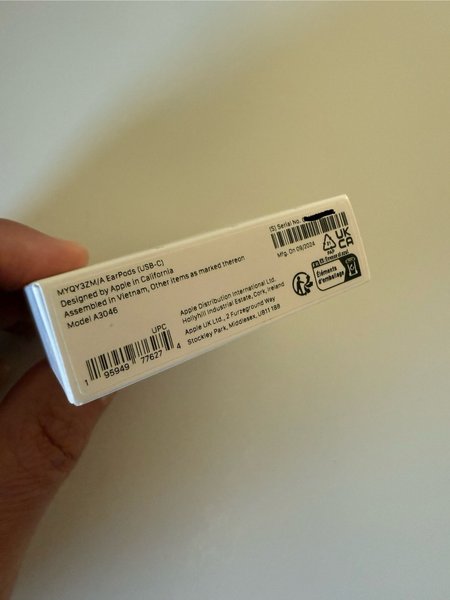 MYQY3ZM/A EarPods (USB-C)
Designed by Apple in California
Assembled in Vietnam, Other items as marked thereon
Model A3046
UPC
1 95949 77627 4
Apple Distribution International Ltd.
Hollyhill Industrial Estate, Cork, Ireland
Apple UK Ltd., 2 Furzeground Way
Stockley Park, Middlesex, UB11 1BB
(S) Serial No.
Mfg. On 09/2024
PAP
UK
CA
Éléments
d'emballage